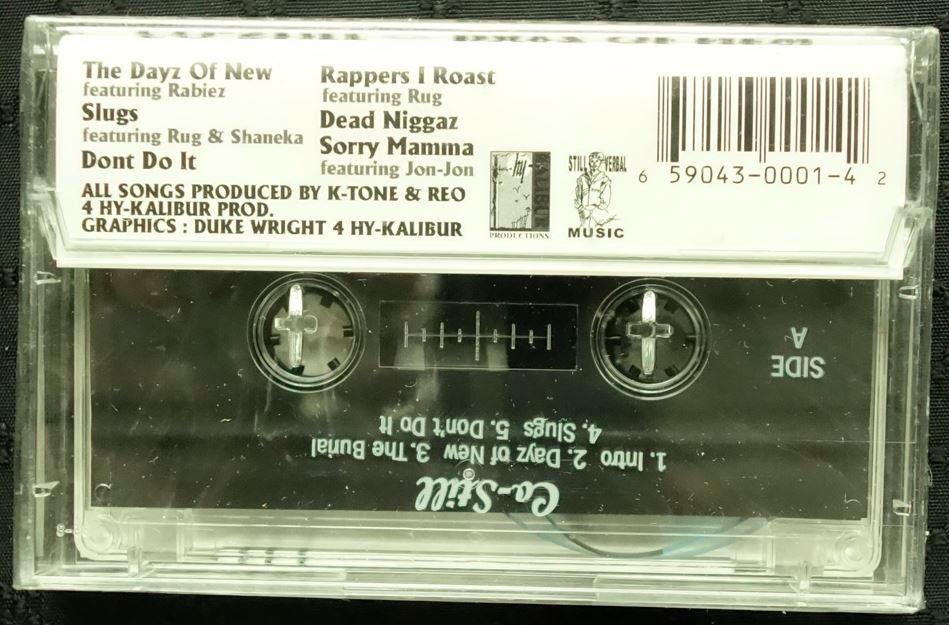 The Dayz Of New
featuring Rabiez
Slugs
featuring Rug & Shaneka
Dont Do It
Rappers I Roast
featuring Rug
Dead Niggaz
Sorry Mamma
featuring Jon-Jon
ALL SONGS PRODUCED BY K-TONE & REO
4 HY-KALIBUR PROD.
GRAPHICS : DUKE WRIGHT 4 HY-KALIBUR
hy
KALIBUR
PRODUCTIONS
STILL VERBAL
MUSIC
6 59043-0001-4 2
SIDE
A
Co-Still
1. Intro 2. Dayz of New 3. The Burial
4. Slugs 5. Don't Do It